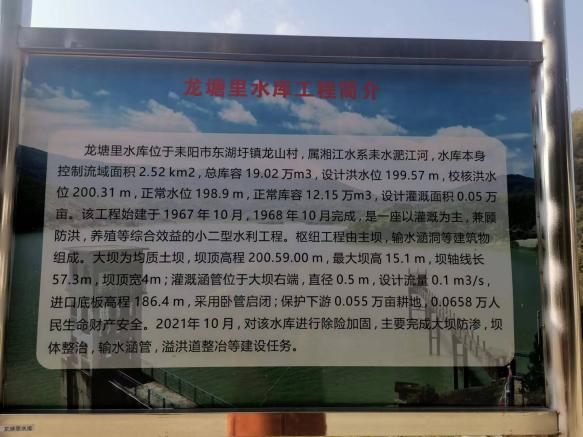 龙塘里水库工程简介
龙塘里水库位于耒阳市东湖圩镇龙山村，属湘江水系耒水淝江河，水库本身
控制流域面积 2.52 km2，总库容 19.02 万m3，设计洪水位 199.57 m，校核洪水
位 200.31 m，正常水位 198.9 m，正常库容 12.15 万m3，设计灌溉面积 0.05 万
亩。该工程始建于 1967 年 10 月，1968 年 10 月完成，是一座以灌溉为主，兼顾
防洪，养殖等综合效益的小二型水利工程。枢纽工程由主坝，输水涵洞等建筑物
组成。大坝为均质土坝，坝顶高程 200.59.00 m，最大坝高 15.1 m，坝轴线长
57.3m，坝顶宽4m；灌溉涵管位于大坝右端，直径 0.5 m，设计流量 0.1 m3/s，
进口底板高程 186.4 m，采用卧管启闭；保护下游 0.055 万亩耕地，0.0658 万人
民生命财产安全。2021年 10 月，对该水库进行除险加固，主要完成大坝防渗，坝
体整治，输水涵管，溢洪道整治等建设任务。
龙塘里水库